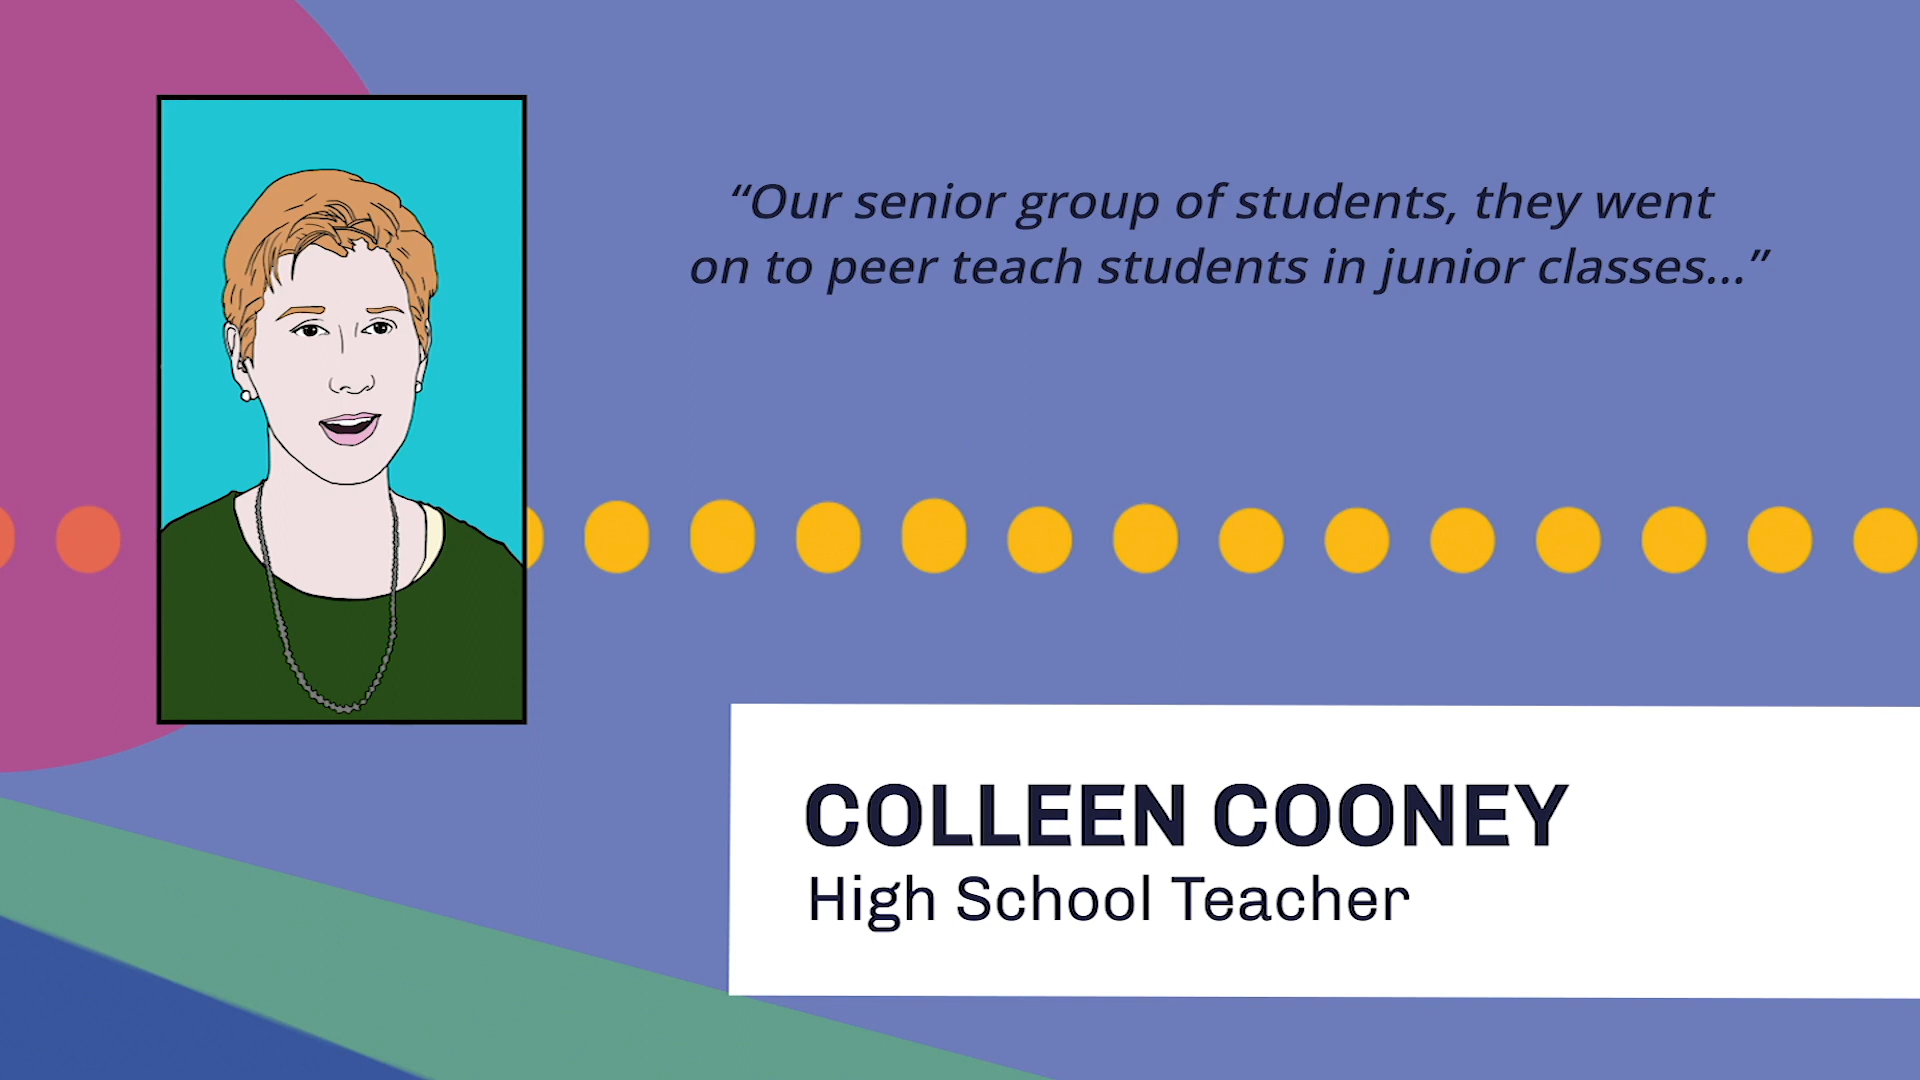 “Our senior group of students, they went
on to peer teach students in junior classes...”
COLLEEN COONEY
High School Teacher